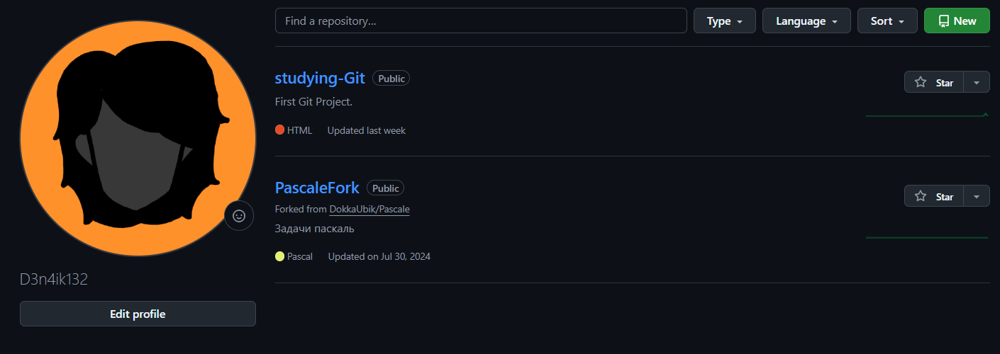 Find a repository...
Type
Language
Sort
New
studying-Git Public
Star
First Git Project.
HTML Updated last week
PascaleFork Public
Star
Forked from DokkaUbik/Pascale
Задачи паскаль
Pascal Updated on Jul 30, 2024
D3n4ik132
Edit profile